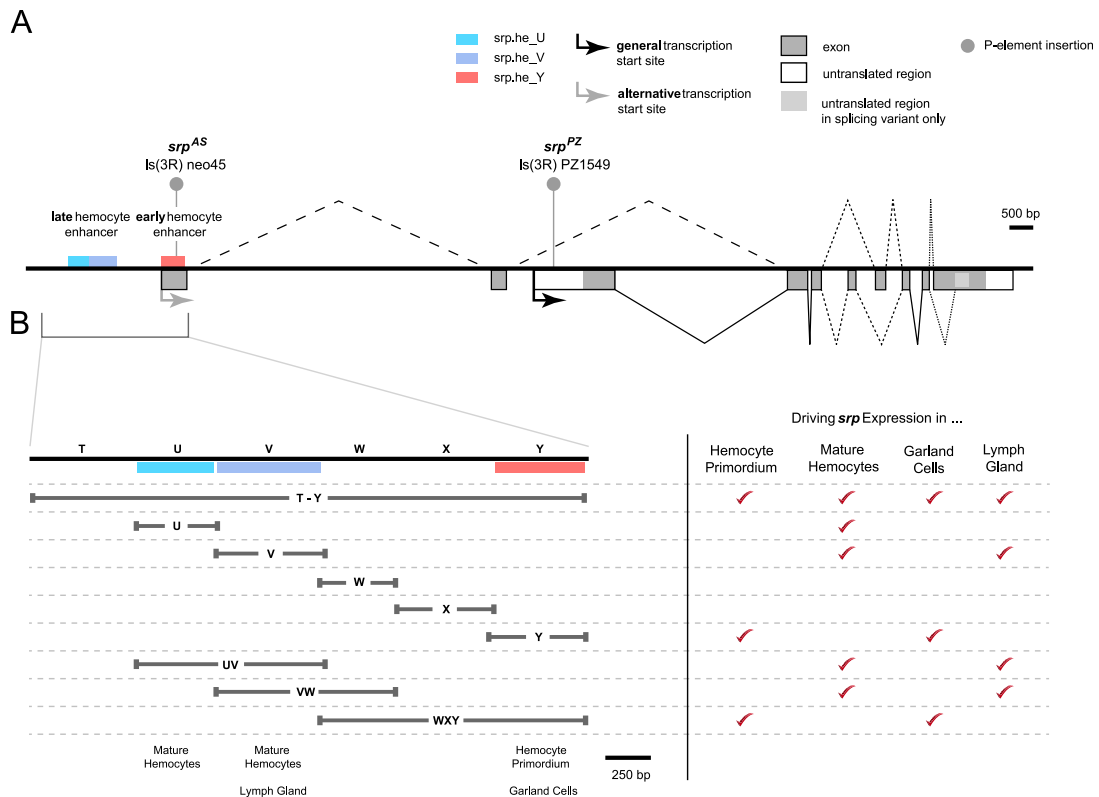 A
srp.he_U
srp.he_V
srp.he_Y
general transcription
start site
alternative transcription
start site
exon
untranslated region
untranslated region
in splicing variant only
P-element insertion
srpAS
ls(3R) neo45
srpPZ
ls(3R) PZ1549
late hemocyte
enhancer
early hemocyte
enhancer
500 bp
B
Driving srp Expression in ...
T U V W X Y
Hemocyte
Primordium
Mature
Hemocytes
Garland
Cells
Lymph
Gland
T - Y
U
V
W
X
Y
UV
VW
WXY
Mature
Hemocytes
Mature
Hemocytes
Lymph Gland
Hemocyte
Primordium
Garland Cells
250 bp